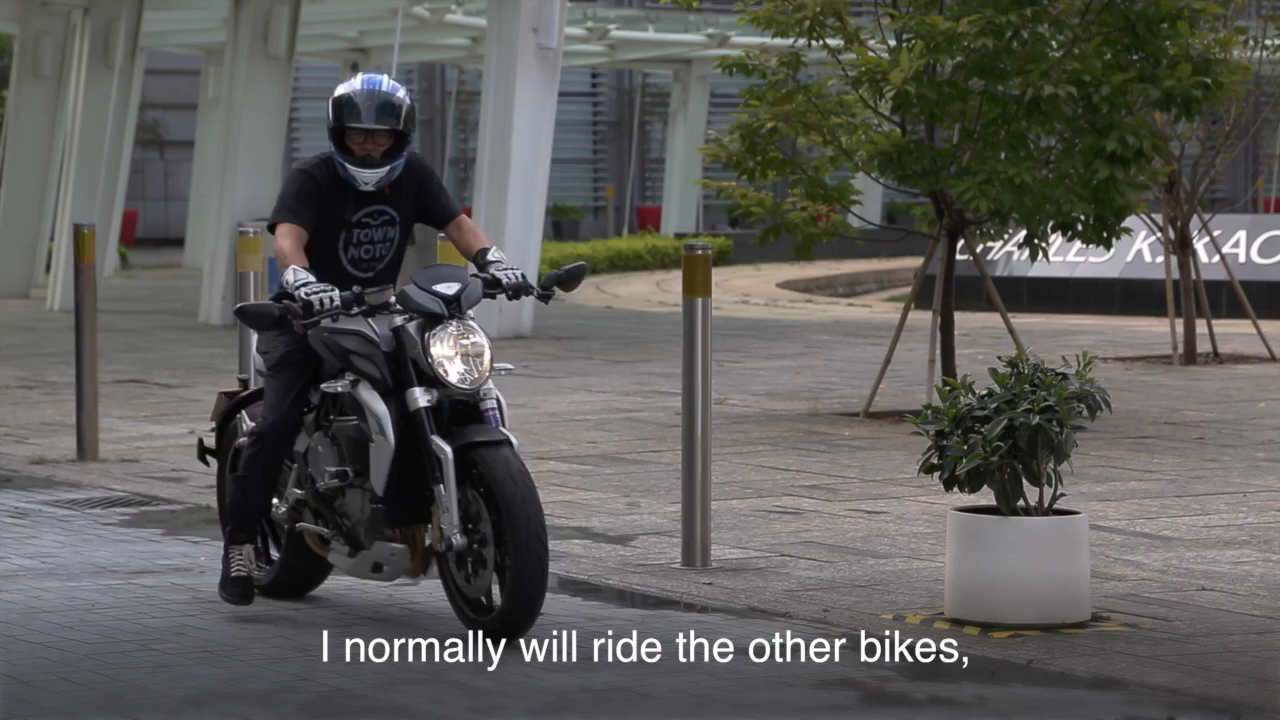 TOWN
MOTO
CHARLES K. KAO
I normally will ride the other bikes,